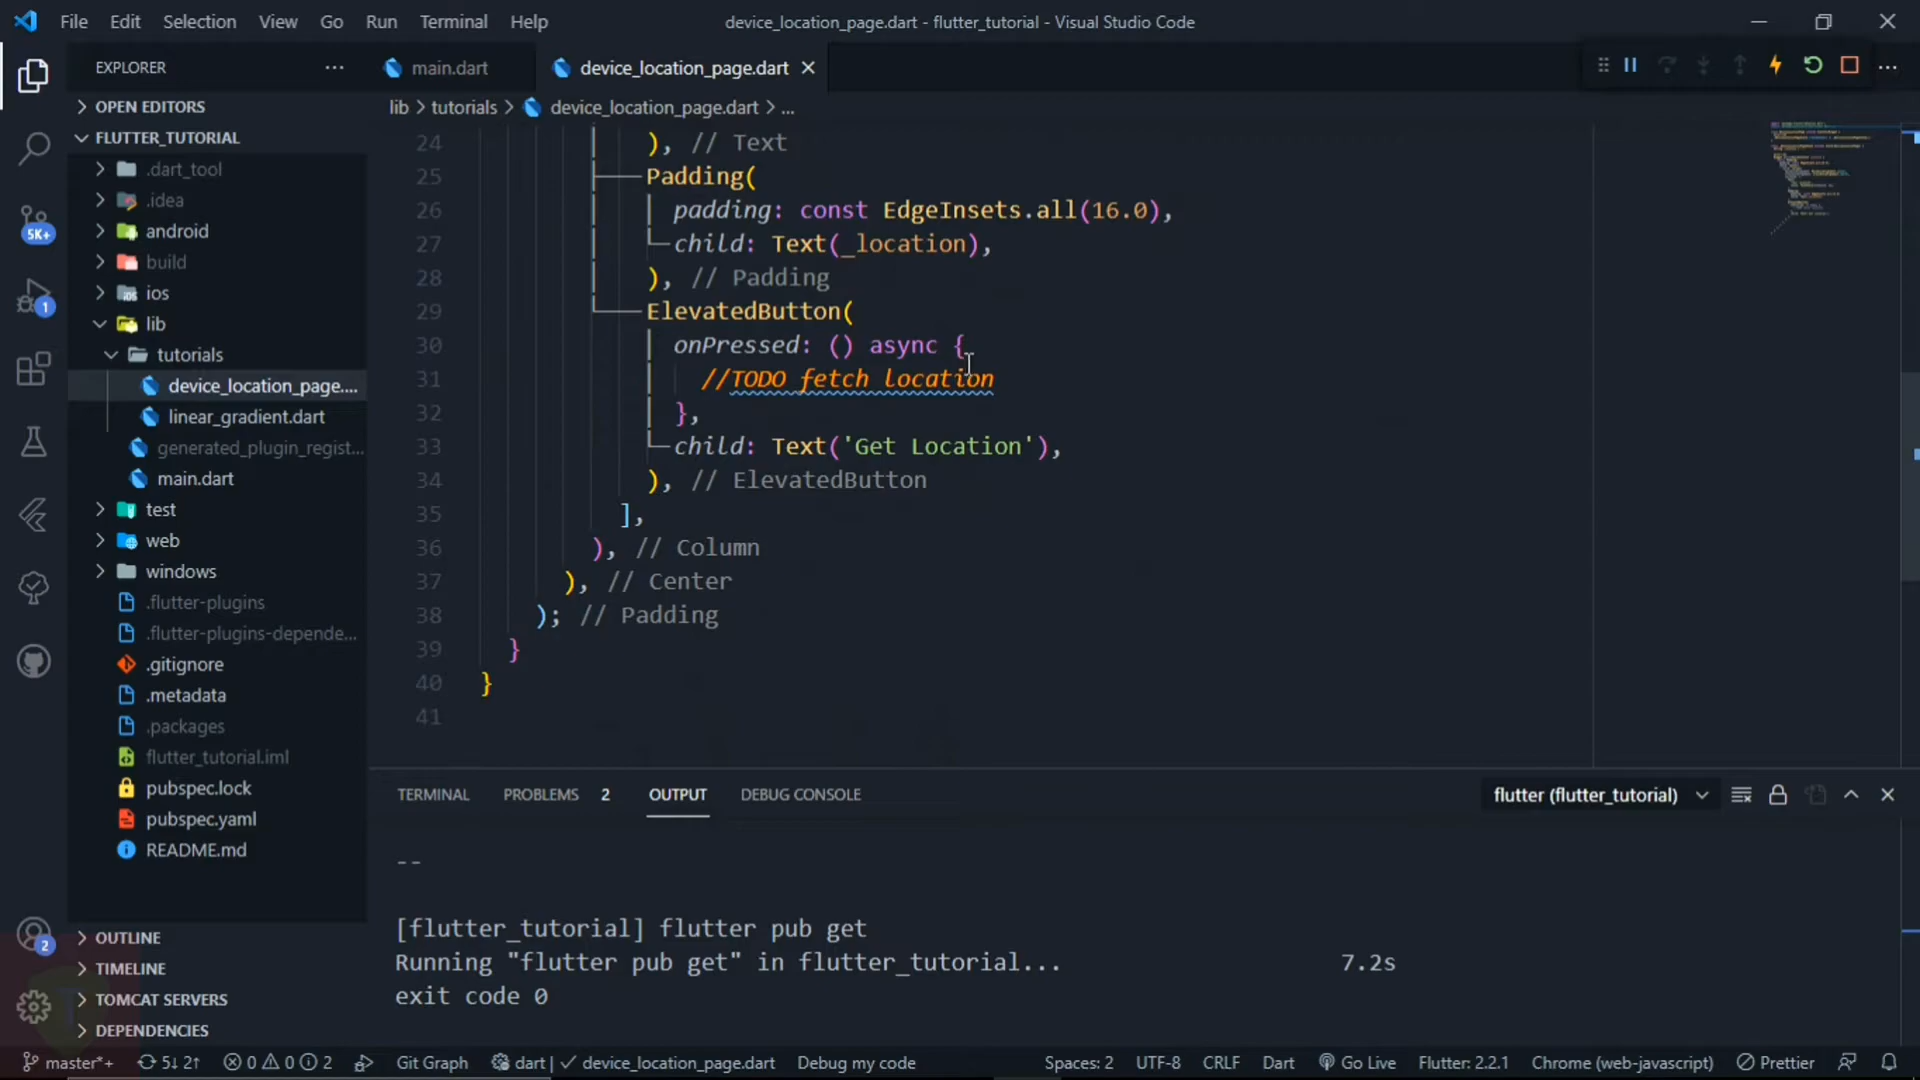 File Edit Selection View Go Run Terminal Help
device_location_page.dart - flutter_tutorial - Visual Studio Code
EXPLORER
OPEN EDITORS
FLUTTER_TUTORIAL
.dart_tool
.idea
android
build
ios
lib
tutorials
device_location_page....
linear_gradient.dart
generated_plugin_regist...
main.dart
test
web
windows
.flutter-plugins
.flutter-plugins-depende...
.gitignore
.metadata
.packages
flutter_tutorial.iml
pubspec.lock
pubspec.yaml
README.md
OUTLINE
TIMELINE
TOMCAT SERVERS
DEPENDENCIES
5K+
1
2
main.dart
device_location_page.dart
lib > tutorials > device_location_page.dart > ...
24 ), // Text
25 Padding(
26 padding: const EdgeInsets.all(16.0),
27 child: Text(_location),
28 ), // Padding
29 ElevatedButton(
30 onPressed: () async {
31 //TODO fetch location
32 },
33 child: Text('Get Location'),
34 ), // ElevatedButton
35 ],
36 ), // Column
37 ), // Center
38 ); // Padding
39 }
40 }
41
TERMINAL PROBLEMS 2 OUTPUT DEBUG CONSOLE
flutter (flutter_tutorial)
--
[flutter_tutorial] flutter pub get
Running "flutter pub get" in flutter_tutorial... 7.2s
exit code 0
master*+ 5↓ 2↑ 0 0 2 Git Graph dart | ✓ device_location_page.dart Debug my code Spaces: 2 UTF-8 CRLF Dart Go Live Flutter: 2.2.1 Chrome (web-javascript) Prettier